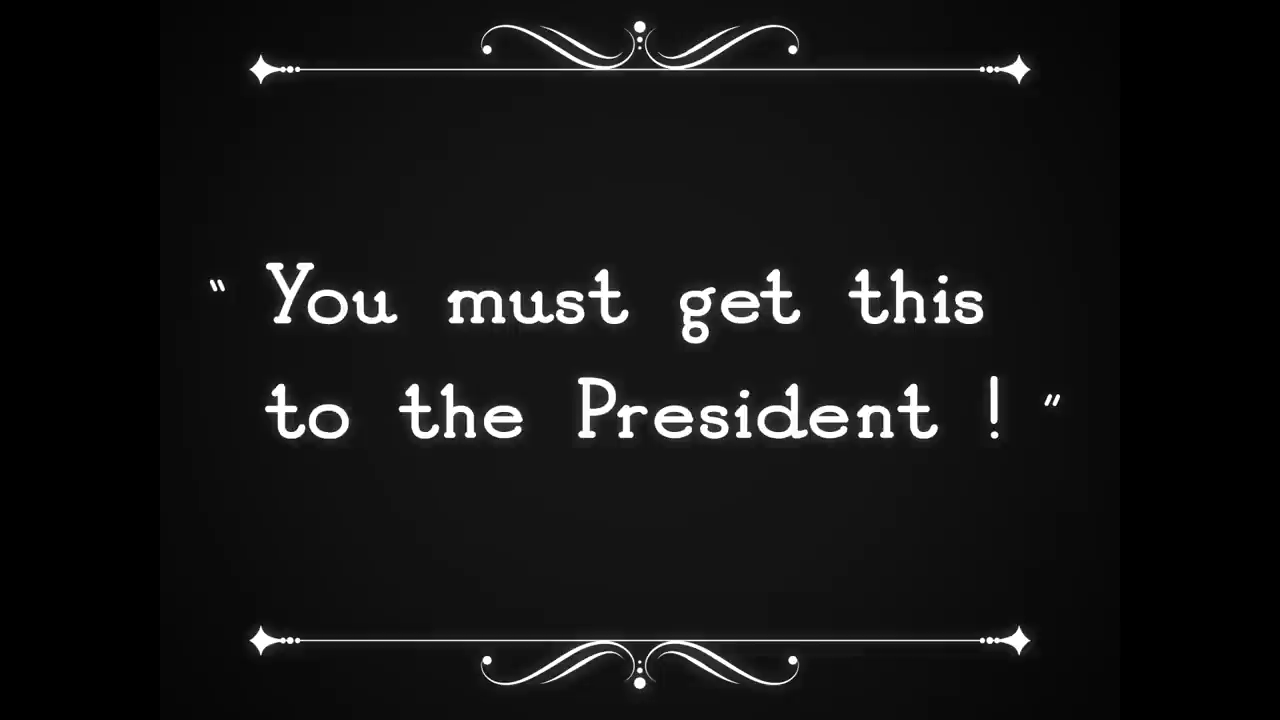 “ You must get this
to the President ! ”